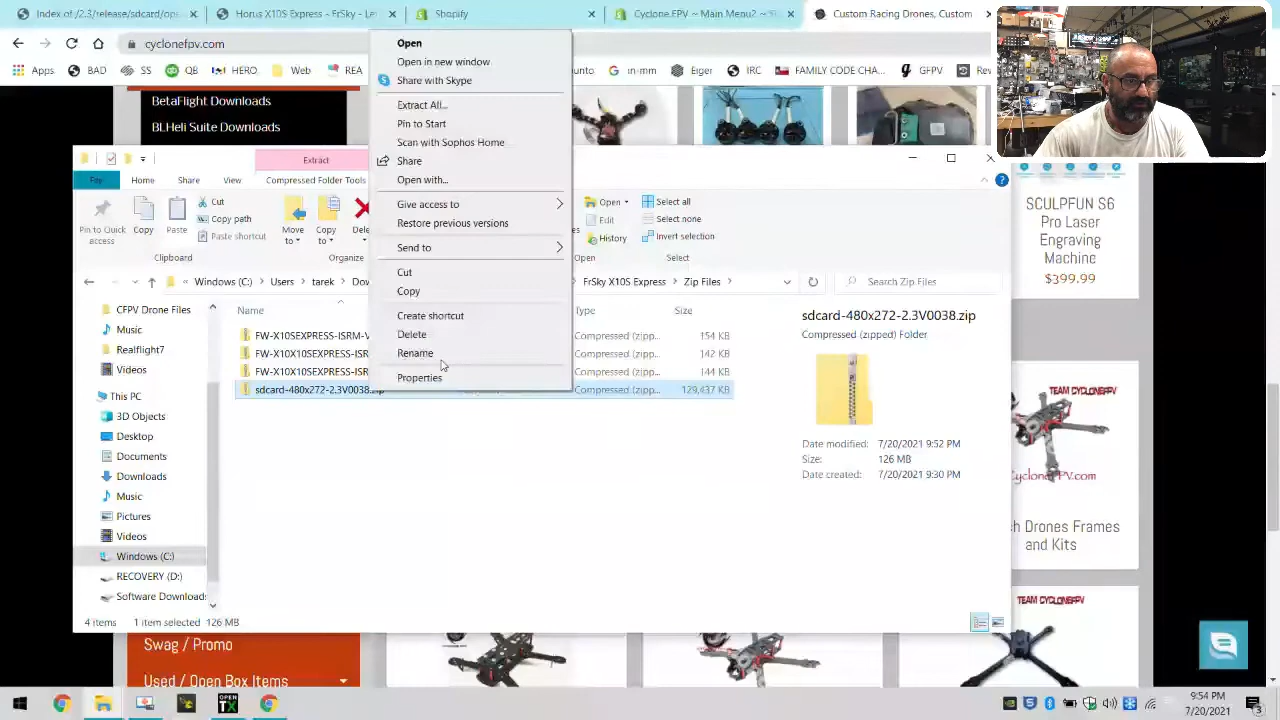 Index of /2.3/release/sdcard/
FrSky X10S Express
CycloneFPV ~ Main Menu ~ Shopify
Custom Racing Drones, Custom
cyclonefpv.com
Apps
BAD
SS
QB
HERO
REA
in-mm
Eiger
IRF
FAMILY CODE CHA...
GFPV
Rev
BetaFlight Downloads
BLHeli Suite Downloads
Open
Open in new window
Share with Skype
Extract All...
Pin to Start
Scan with Sophos Home
Share
Give access to
Restore previous versions
Send to
Cut
Copy
Create shortcut
Delete
Rename
Properties
Extract
File
Home
Share
View
Compressed F
Pin to Quick access
Copy
Paste
Cut
Copy path
Paste shortcut
Clipboard
Move to
Copy to
Organize
Open
Edit
History
Open
Select all
Select none
Invert selection
Select
Windows (C:) > Users > tarek >
FrSky X10S Express > Zip Files >
Search Zip Files
Name
Type
Size
FW-X10SEXPRESS-ISRM-V
Compressed (zipp... 154 KB
FW-X10X10SEXPRESS-ISR
Compressed (zipp... 142 KB
FW-X10X10SEXPRESS-ISR
Compressed (zipp... 144 KB
sdcard-480x272-2.3V0038
Compressed (zipp... 129,437 KB
CFPV Drone Files
Music
Realflight7
Videos
This PC
3D Objects
Desktop
Documents
Downloads
Music
Pictures
Videos
Windows (C:)
RECOVERY (D:)
Software Downloads
4 items
1 item selected 126 MB
sdcard-480x272-2.3V0038.zip
Compressed (zipped) Folder
Date modified: 7/20/2021 9:52 PM
Size: 126 MB
Date created: 7/20/2021 9:30 PM
SCULPFUN S6
Pro Laser
Engraving
Machine
$399.99
TEAM CYCLONEFPV
ycloneFPV.com
ch Drones Frames
and Kits
TEAM CYCLONEFPV
Swag / Promo
Used / Open Box Items
OPEN
TX
9:54 PM
7/20/2021
3